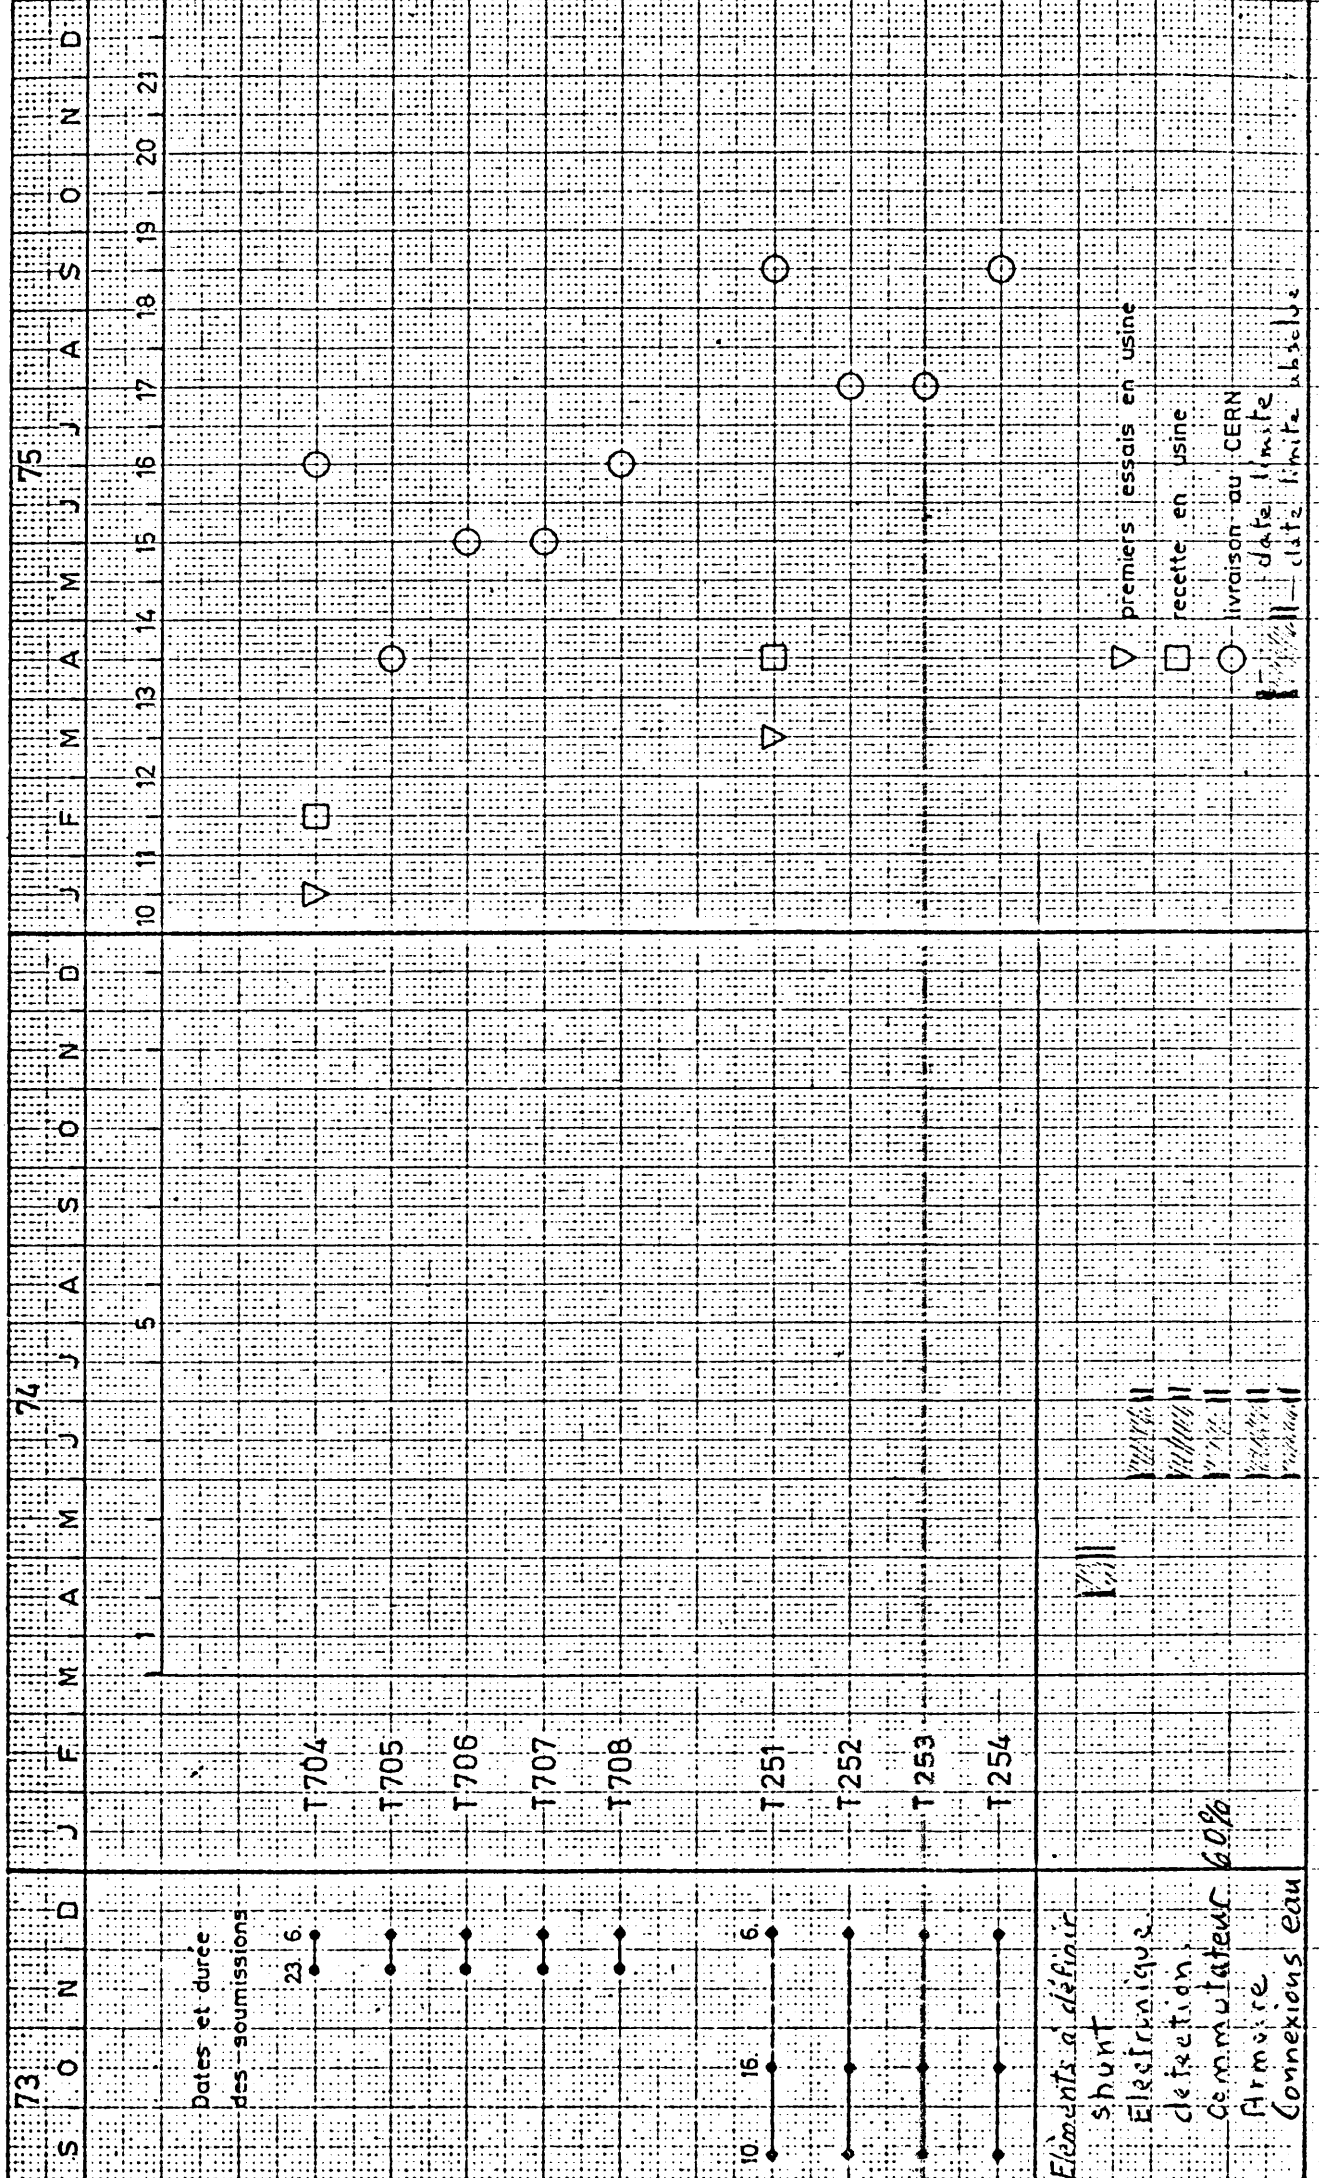 73 74 75
S O N D J F M A M J J A S O N D J F M A M J J A S O N D
1 5 10 11 12 13 14 15 16 17 18 19 20 21
Dates et durée
des soumissions
23. 6. T704
T705
T706
T707
T708
10. 16. 6. T251
T252
T253
T254
Elèments à définir
shunt
Electronique
détection.
Commutateur 60%
Armoire
Connexions eau
premiers essais en usine
recette en usine
livraison au CERN
date limite
date limite absolue